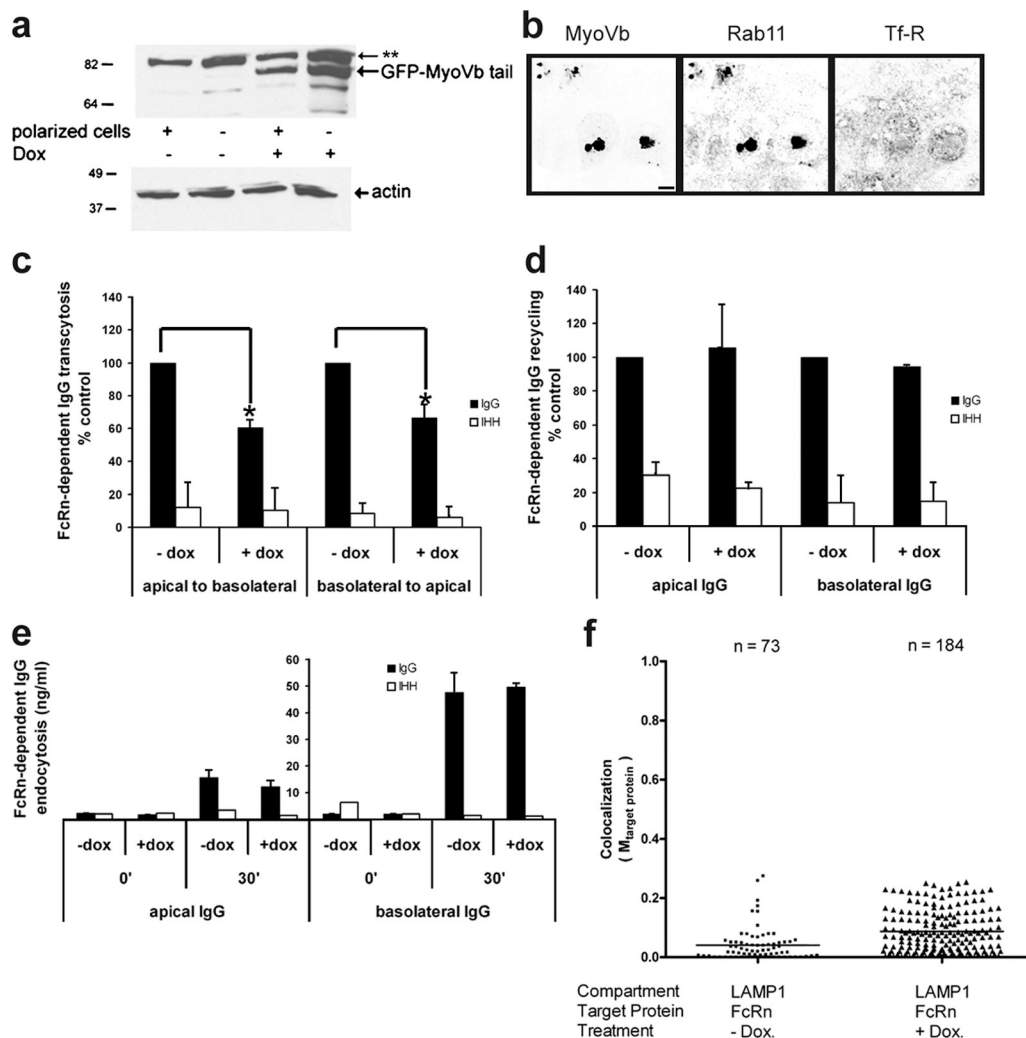 a
82
64
**
GFP-MyoVb tail
polarized cells + - + -
Dox - - + +
49
37
actin
b
MyoVb Rab11 Tf-R
c
FcRn-dependent IgG transcytosis
% control
140
120
100
80
60
40
20
0
* *
IgG
IHH
- dox + dox - dox + dox
apical to basolateral basolateral to apical
d
FcRn-dependent IgG recycling
% control
140
120
100
80
60
40
20
0
IgG
IHH
- dox + dox - dox + dox
apical IgG basolateral IgG
e
FcRn-dependent IgG
endocytosis (ng/ml)
60
50
40
30
20
10
IgG
IHH
-dox +dox -dox +dox -dox +dox -dox +dox
0' 30' 0' 30'
apical IgG basolateral IgG
f
n = 73 n = 184
Colocalization
( Mtarget protein)
1.0
0.8
0.6
0.4
0.2
0.0
Compartment LAMP1 LAMP1
Target Protein FcRn FcRn
Treatment - Dox. + Dox.